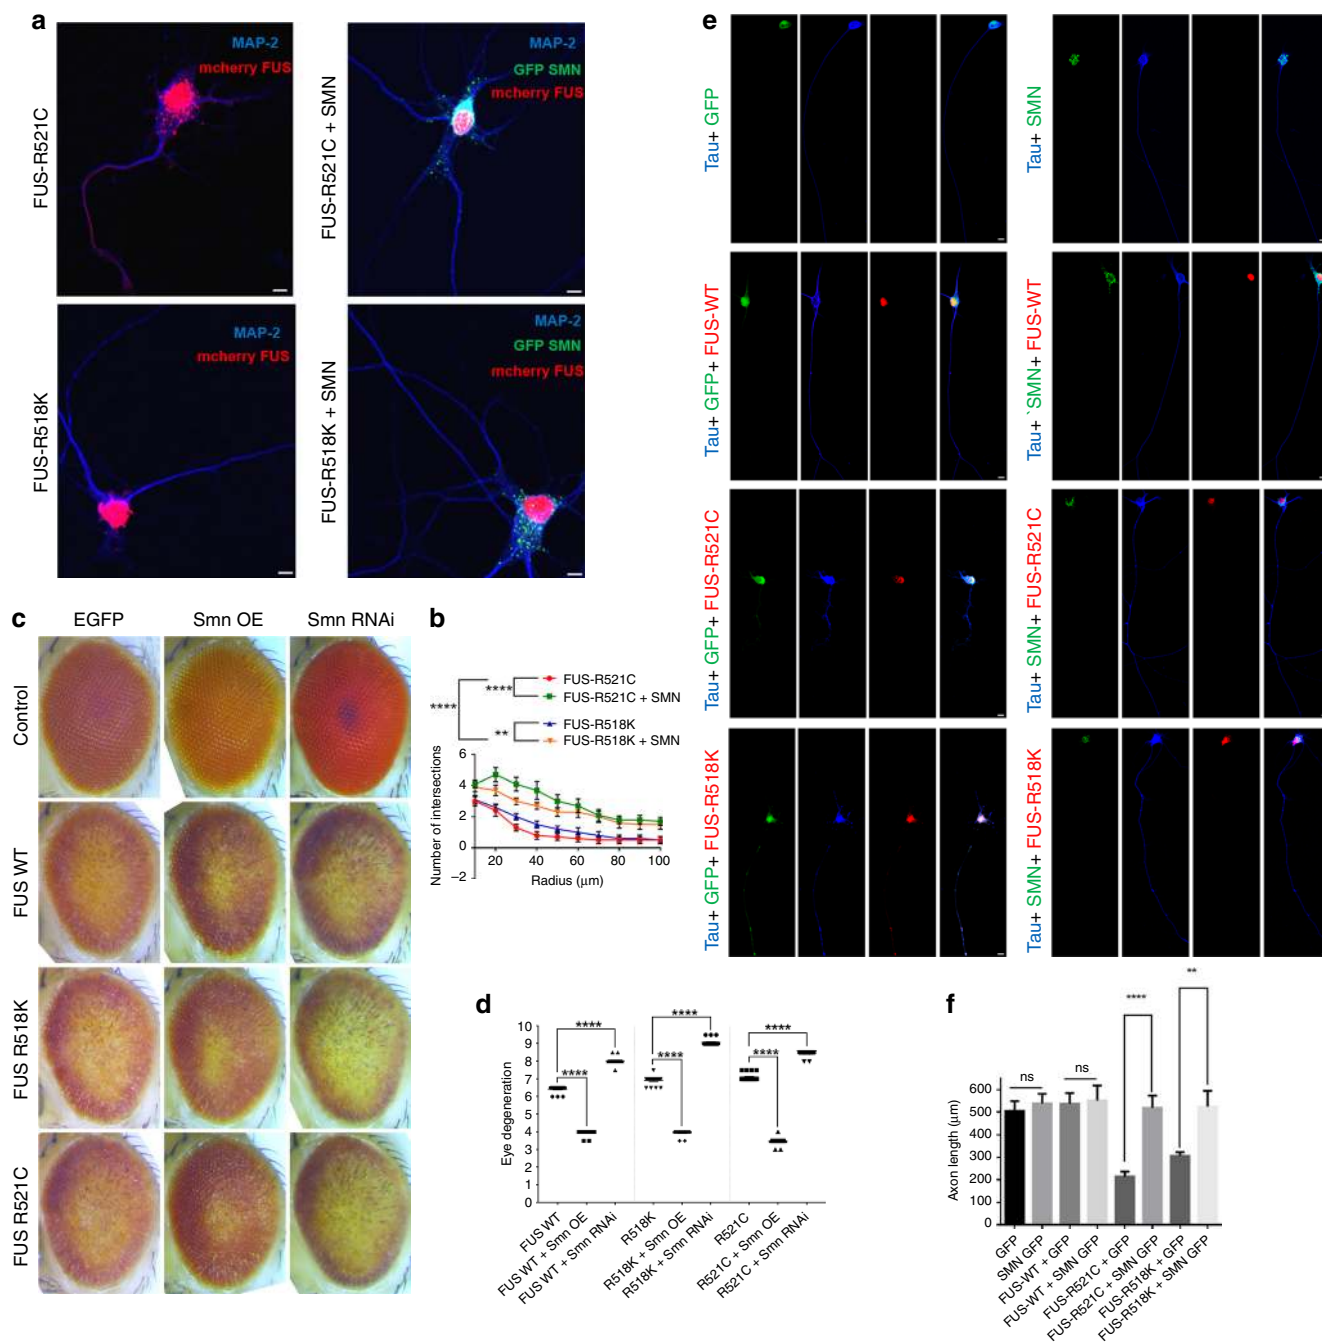 a
FUS-R521C
MAP-2
mcherry FUS
FUS-R521C + SMN
MAP-2
GFP SMN
mcherry FUS
FUS-R518K
MAP-2
mcherry FUS
FUS-R518K + SMN
MAP-2
GFP SMN
mcherry FUS
c
EGFP
Smn OE
Smn RNAi
Control
FUS WT
FUS R518K
FUS R521C
b
****
****
**
FUS-R521C
FUS-R521C + SMN
FUS-R518K
FUS-R518K + SMN
Number of intersections
6
4
2
0
–2
20
40
60
80
100
Radius (μm)
d
Eye degeneration
10
9
8
7
6
5
4
3
2
1
****
****
****
****
****
****
FUS WT
FUS WT + Smn OE
FUS WT + Smn RNAi
R518K
R518K + Smn OE
R518K + Smn RNAi
R521C
R521C + Smn OE
R521C + Smn RNAi
e
Tau+ GFP
Tau+ SMN
Tau+ GFP+ FUS-WT
Tau+ `SMN+ FUS-WT
Tau+ GFP+ FUS-R521C
Tau+ SMN+ FUS-R521C
Tau+ GFP+ FUS-R518K
Tau+ SMN+ FUS-R518K
f
Axon length (μm)
600
500
400
300
200
100
0
ns
ns
****
**
GFP
SMN GFP
FUS-WT + GFP
FUS-WT + SMN GFP
FUS-R521C + GFP
FUS-R521C + SMN GFP
FUS-R518K + GFP
FUS-R518K + SMN GFP